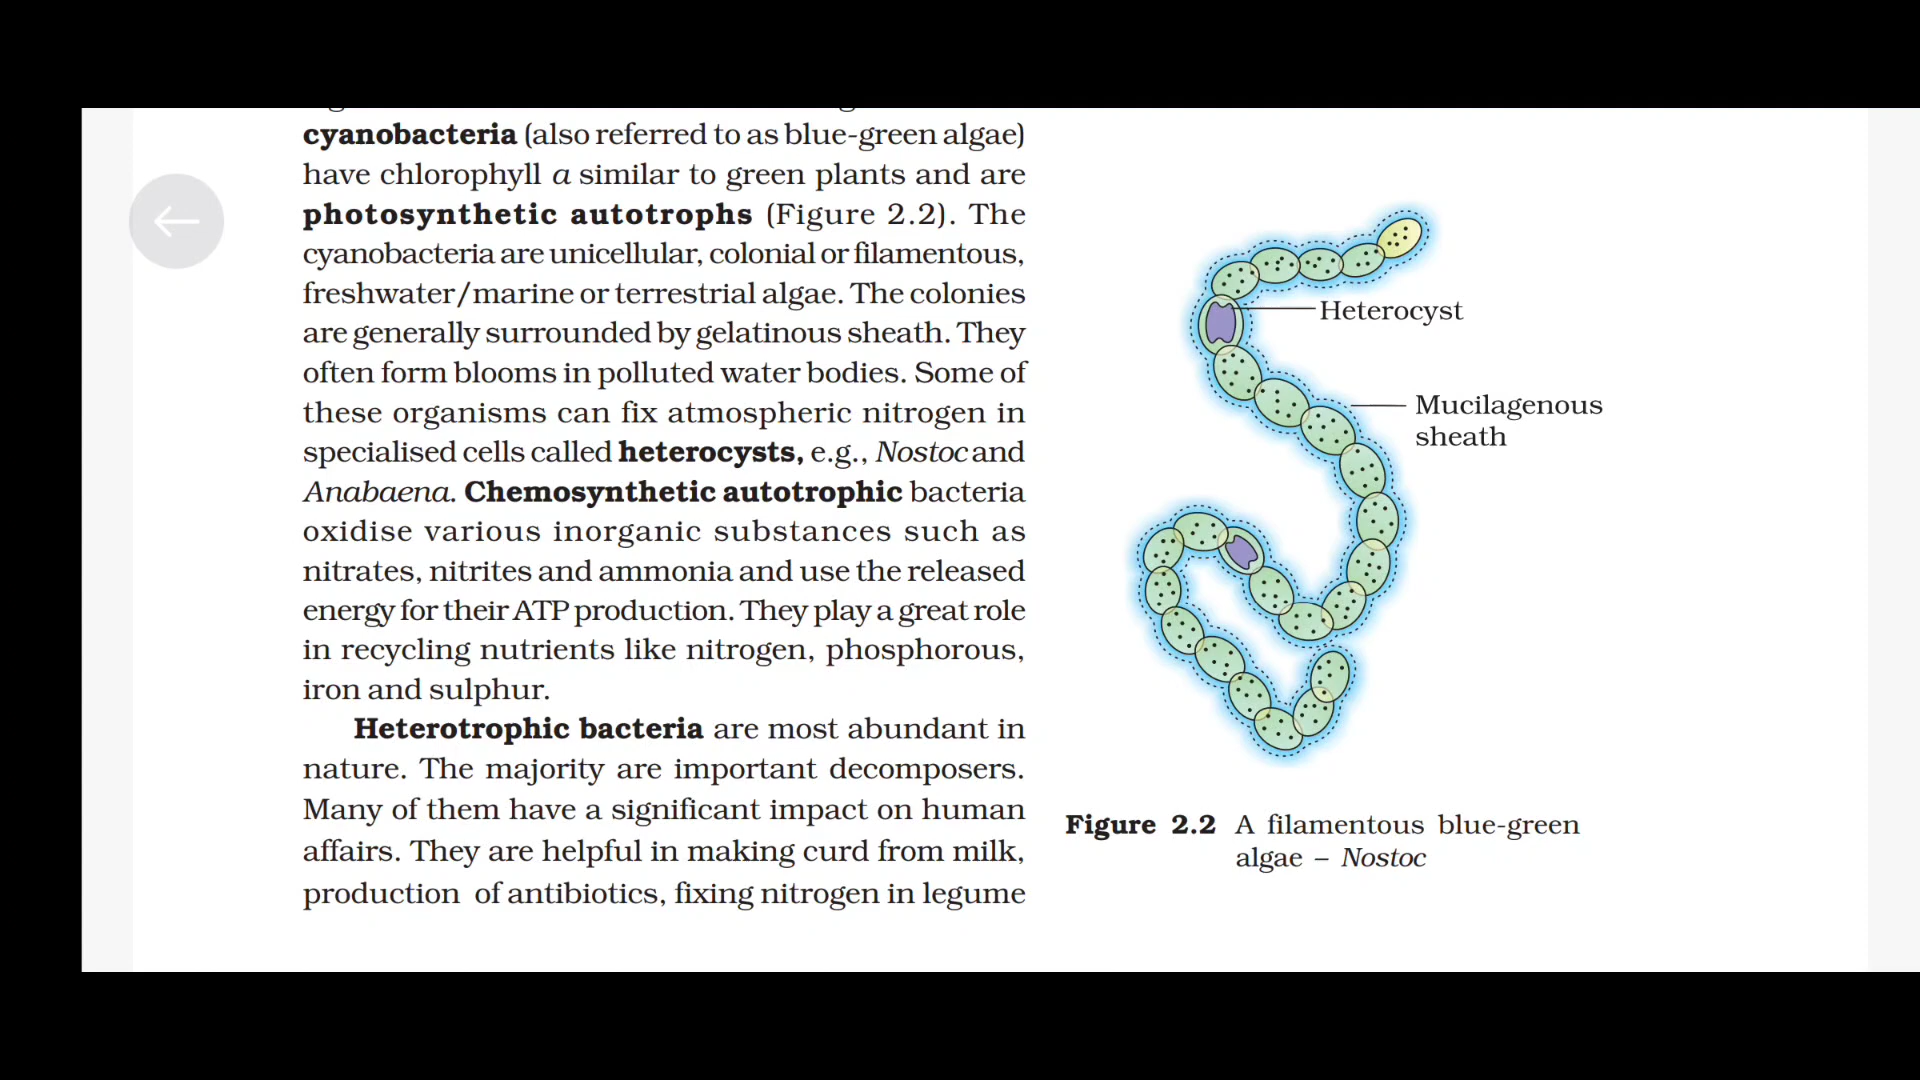 cyanobacteria (also referred to as blue-green algae)
have chlorophyll a similar to green plants and are
photosynthetic autotrophs (Figure 2.2). The
cyanobacteria are unicellular, colonial or filamentous,
freshwater/marine or terrestrial algae. The colonies
are generally surrounded by gelatinous sheath. They
often form blooms in polluted water bodies. Some of
these organisms can fix atmospheric nitrogen in
specialised cells called heterocysts, e.g., Nostoc and
Anabaena. Chemosynthetic autotrophic bacteria
oxidise various inorganic substances such as
nitrates, nitrites and ammonia and use the released
energy for their ATP production. They play a great role
in recycling nutrients like nitrogen, phosphorous,
iron and sulphur.
Heterotrophic bacteria are most abundant in
nature. The majority are important decomposers.
Many of them have a significant impact on human
affairs. They are helpful in making curd from milk,
production of antibiotics, fixing nitrogen in legume
Heterocyst
Mucilagenous
sheath
Figure 2.2 A filamentous blue-green
algae – Nostoc